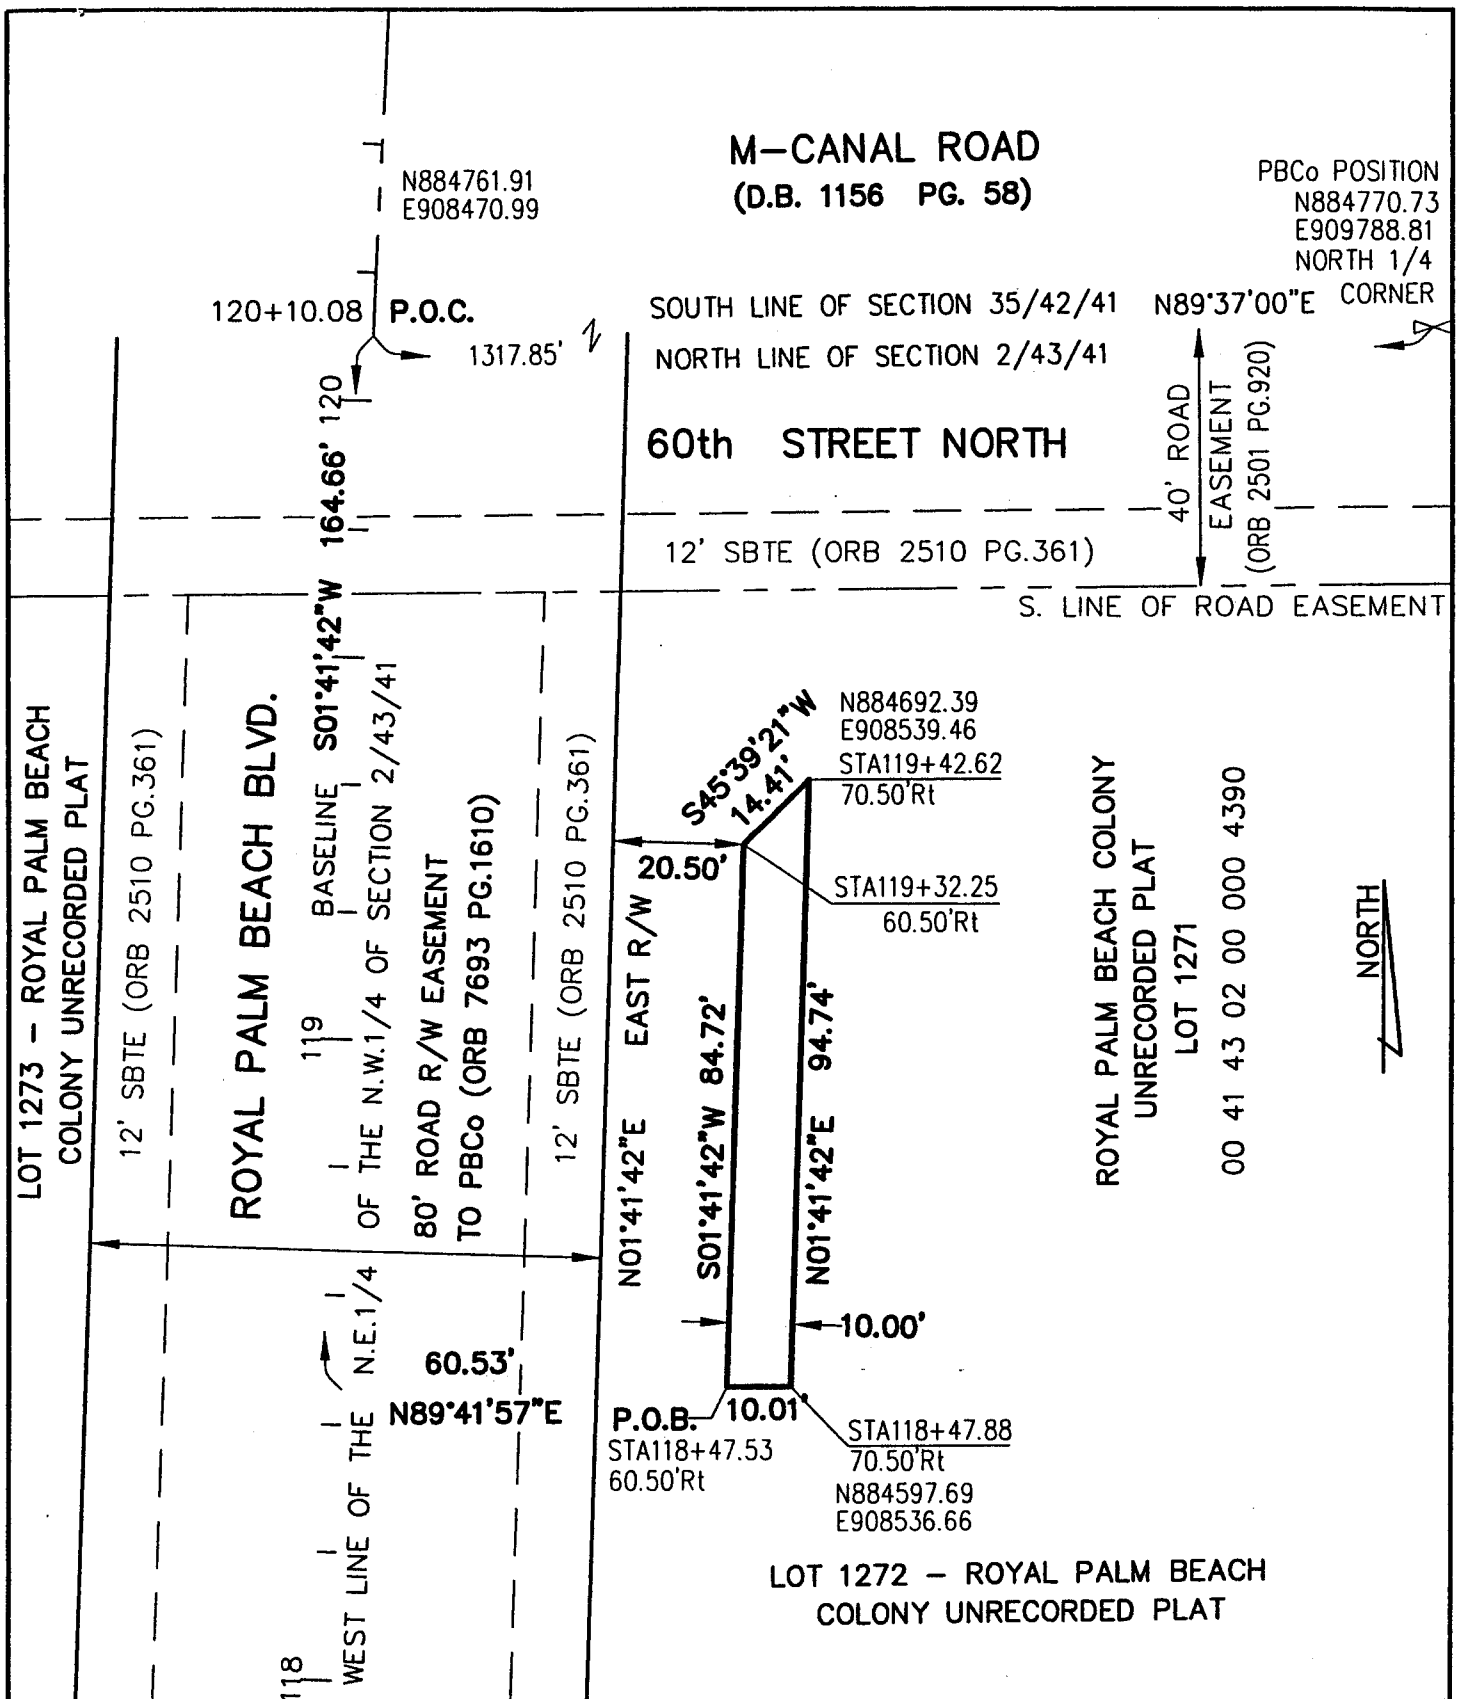 M-CANAL ROAD
(D.B. 1156 PG. 58)
N884761.91
E908470.99
PBCo POSITION
N884770.73
E909788.81
NORTH 1/4
CORNER
120+10.08 P.O.C.
1317.85'
SOUTH LINE OF SECTION 35/42/41 N89°37'00"E
NORTH LINE OF SECTION 2/43/41
60th STREET NORTH
40' ROAD
EASEMENT
(ORB 2501 PG.920)
12' SBTE (ORB 2510 PG.361)
S. LINE OF ROAD EASEMENT
LOT 1273 - ROYAL PALM BEACH
COLONY UNRECORDED PLAT
12' SBTE (ORB 2510 PG.361)
ROYAL PALM BEACH BLVD.
BASELINE S01°41'42"W 164.66' 120
119
118
WEST LINE OF THE N.E.1/4 OF THE N.W.1/4 OF SECTION 2/43/41
80' ROAD R/W EASEMENT
TO PBCo (ORB 7693 PG.1610)
12' SBTE (ORB 2510 PG.361)
60.53'
N89°41'57"E
N01°41'42"E EAST R/W
20.50'
S45°39'21"W
14.41'
N884692.39
E908539.46
STA119+42.62
70.50'Rt
STA119+32.25
60.50'Rt
S01°41'42"W 84.72'
N01°41'42"E 94.74'
10.00'
P.O.B.
10.01'
STA118+47.53
60.50'Rt
STA118+47.88
70.50'Rt
N884597.69
E908536.66
ROYAL PALM BEACH COLONY
UNRECORDED PLAT
LOT 1271
00 41 43 02 00 000 4390
NORTH
LOT 1272 - ROYAL PALM BEACH
COLONY UNRECORDED PLAT